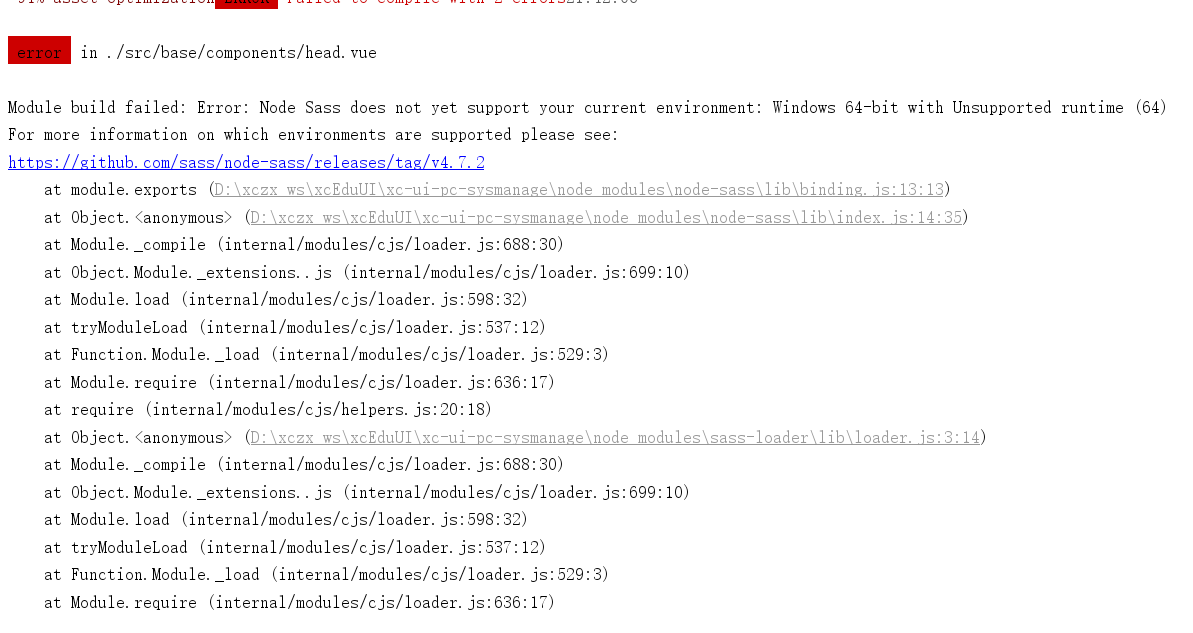 error in ./src/base/components/head.vue
Module build failed: Error: Node Sass does not yet support your current environment: Windows 64-bit with Unsupported runtime (64)
For more information on which environments are supported please see:
https://github.com/sass/node-sass/releases/tag/v4.7.2
at module.exports (D:\xczx_ws\xcEduUI\xc-ui-pc-sysmanage\node_modules\node-sass\lib\binding.js:13:13)
at Object.<anonymous> (D:\xczx_ws\xcEduUI\xc-ui-pc-sysmanage\node_modules\node-sass\lib\index.js:14:35)
at Module._compile (internal/modules/cjs/loader.js:688:30)
at Object.Module._extensions..js (internal/modules/cjs/loader.js:699:10)
at Module.load (internal/modules/cjs/loader.js:598:32)
at tryModuleLoad (internal/modules/cjs/loader.js:537:12)
at Function.Module._load (internal/modules/cjs/loader.js:529:3)
at Module.require (internal/modules/cjs/loader.js:636:17)
at require (internal/modules/cjs/helpers.js:20:18)
at Object.<anonymous> (D:\xczx_ws\xcEduUI\xc-ui-pc-sysmanage\node_modules\sass-loader\lib\loader.js:3:14)
at Module._compile (internal/modules/cjs/loader.js:688:30)
at Object.Module._extensions..js (internal/modules/cjs/loader.js:699:10)
at Module.load (internal/modules/cjs/loader.js:598:32)
at tryModuleLoad (internal/modules/cjs/loader.js:537:12)
at Function.Module._load (internal/modules/cjs/loader.js:529:3)
at Module.require (internal/modules/cjs/loader.js:636:17)